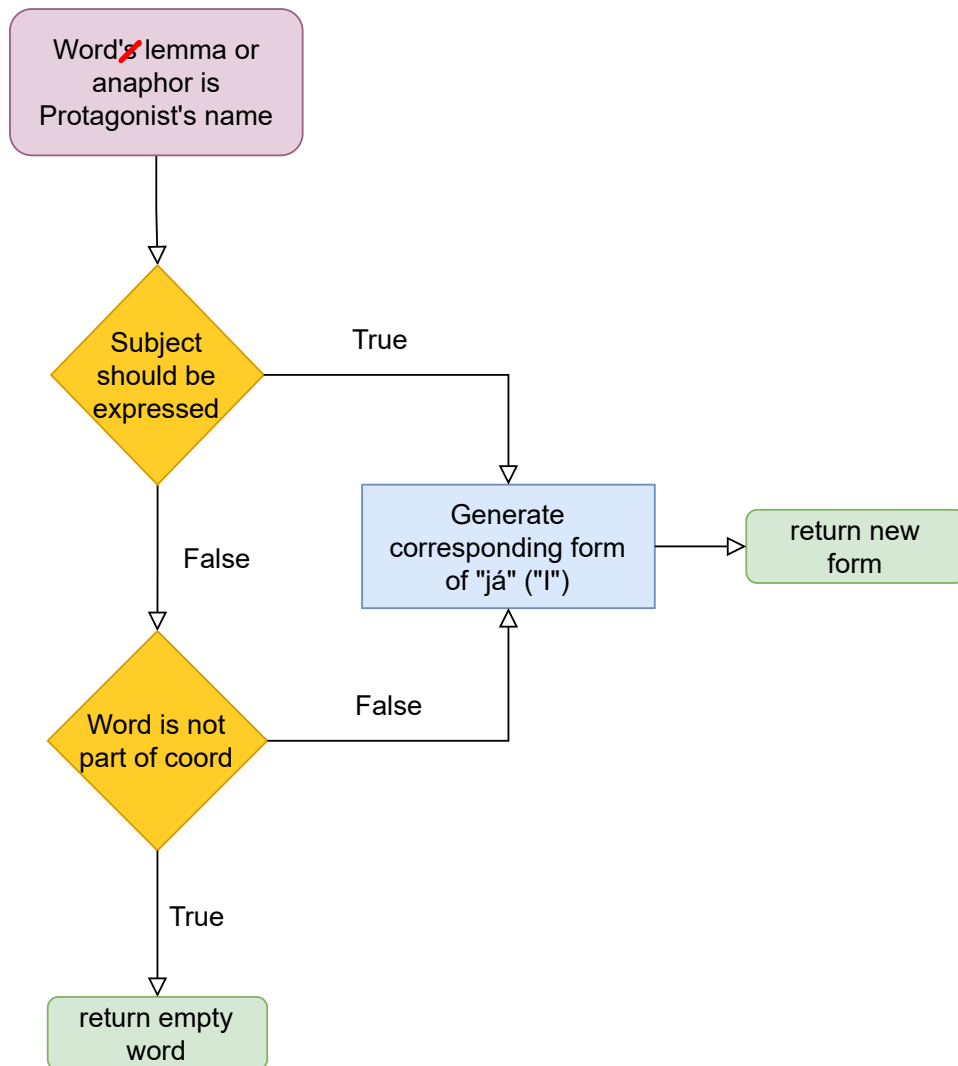 Word's lemma or
anaphor is
Protagonist's name
Subject
should be
expressed
True
False
Generate
corresponding form
of "já" ("I")
return new
form
Word is not
part of coord
False
True
return empty
word